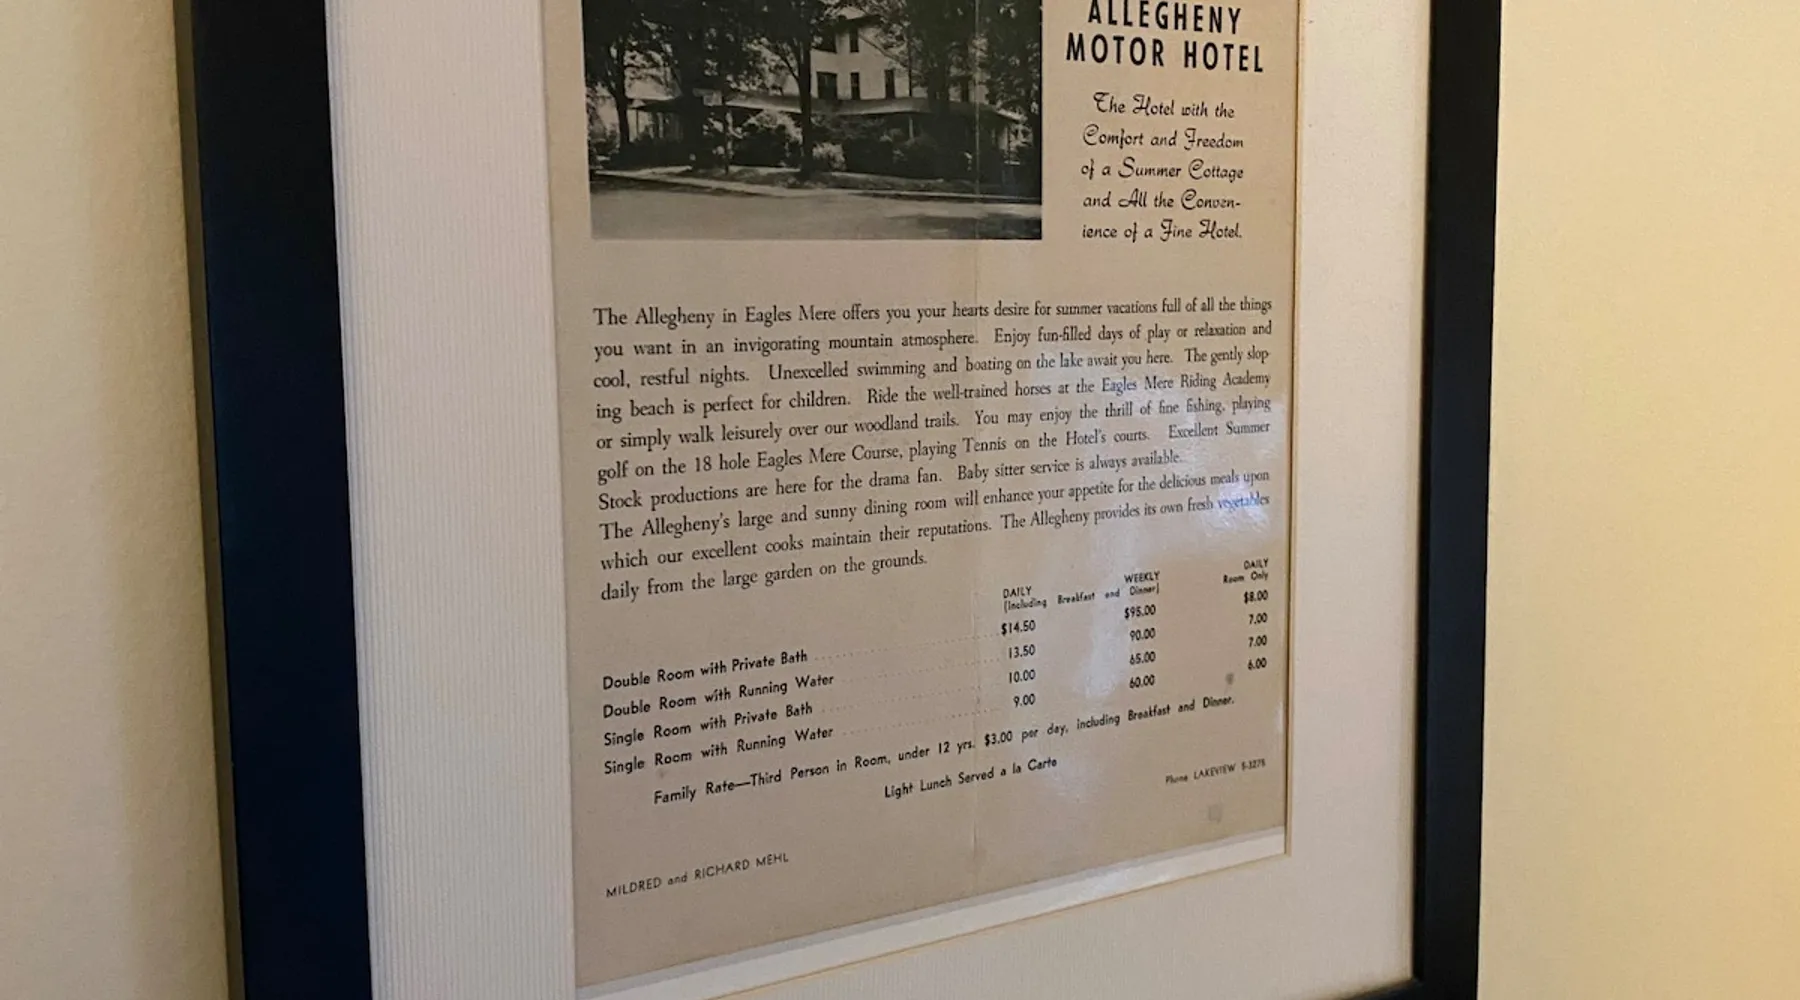 ALLEGHENY
MOTOR HOTEL
The Hotel with the
Comfort and Freedom
of a Summer Cottage
and All the Conven-
ience of a Fine Hotel.
The Allegheny in Eagles Mere offers you your hearts desire for summer vacations full of all the things
you want in an invigorating mountain atmosphere. Enjoy fun-filled days of play or relaxation and
cool, restful nights. Unexcelled swimming and boating on the lake await you here. The gently slop-
ing beach is perfect for children. Ride the well-trained horses at the Eagles Mere Riding Academy
or simply walk leisurely over our woodland trails. You may enjoy the thrill of fine fishing, playing
golf on the 18 hole Eagles Mere Course, playing Tennis on the Hotel's courts. Excellent Summer
Stock productions are here for the drama fan. Baby sitter service is always available.
The Allegheny's large and sunny dining room will enhance your appetite for the delicious meals upon
which our excellent cooks maintain their reputations. The Allegheny provides its own fresh vegetables
daily from the large garden on the grounds.
DAILY WEEKLY DAILY
(Including Breakfast and Dinner) Room Only
Double Room with Private Bath $14.50 $95.00 $8.00
Double Room with Running Water 13.50 90.00 7.00
Single Room with Private Bath 10.00 65.00 7.00
Single Room with Running Water 9.00 60.00 6.00
Family Rate—Third Person in Room, under 12 yrs. $3.00 per day, including Breakfast and Dinner.
Light Lunch Served a la Carte
Phone LAKEVIEW 5-3275
MILDRED and RICHARD MEHL